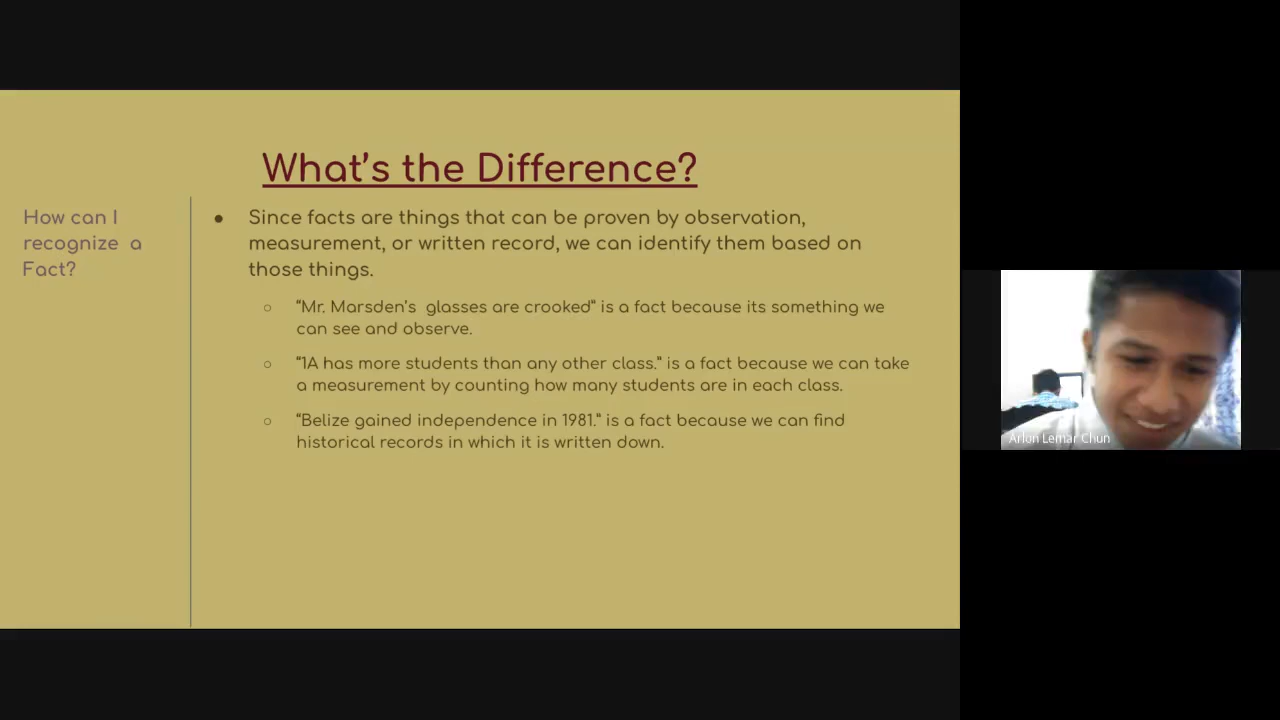 What's the Difference?
How can I
recognize a
Fact?
● Since facts are things that can be proven by observation,
measurement, or written record, we can identify them based on
those things.
○ “Mr. Marsden's glasses are crooked” is a fact because its something we
can see and observe.
○ “1A has more students than any other class.” is a fact because we can take
a measurement by counting how many students are in each class.
○ “Belize gained independence in 1981.” is a fact because we can find
historical records in which it is written down.
Arlon Lemar Chun